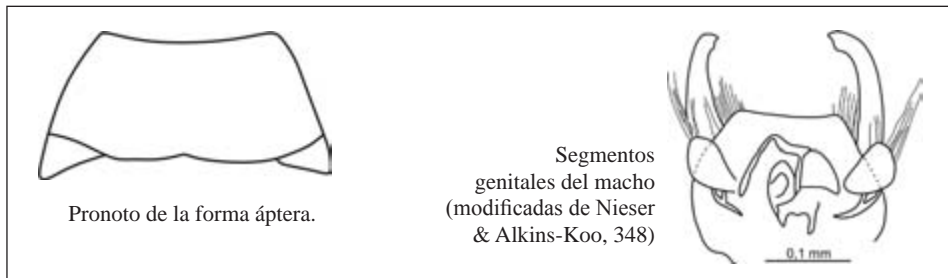 Pronoto de la forma áptera.
Segmentos
genitales del macho
(modificadas de Nieser
& Alkins-Koo, 348)
0,1 mm